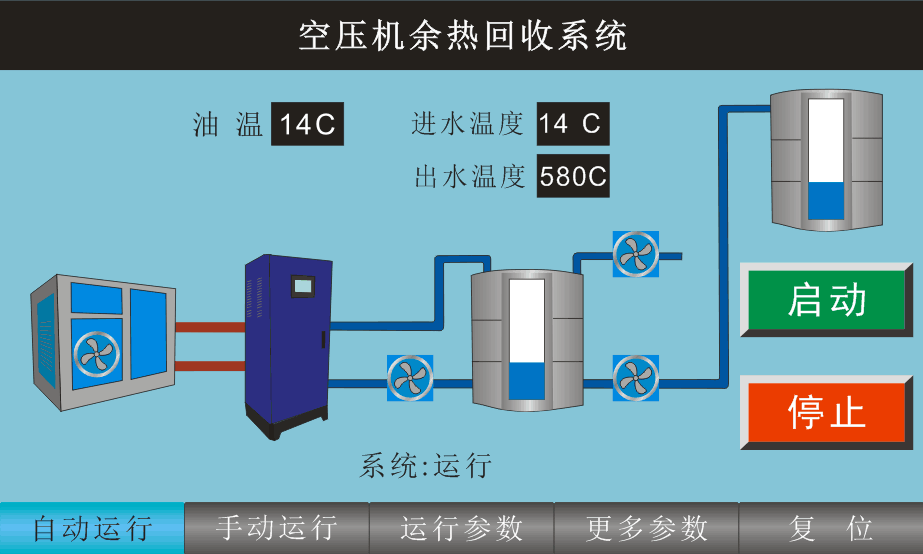 空压机余热回收系统
油 温 14C
进水温度 14 C
出水温度 580C
启动
停止
系统:运行
自动运行 手动运行 运行参数 更多参数 复 位